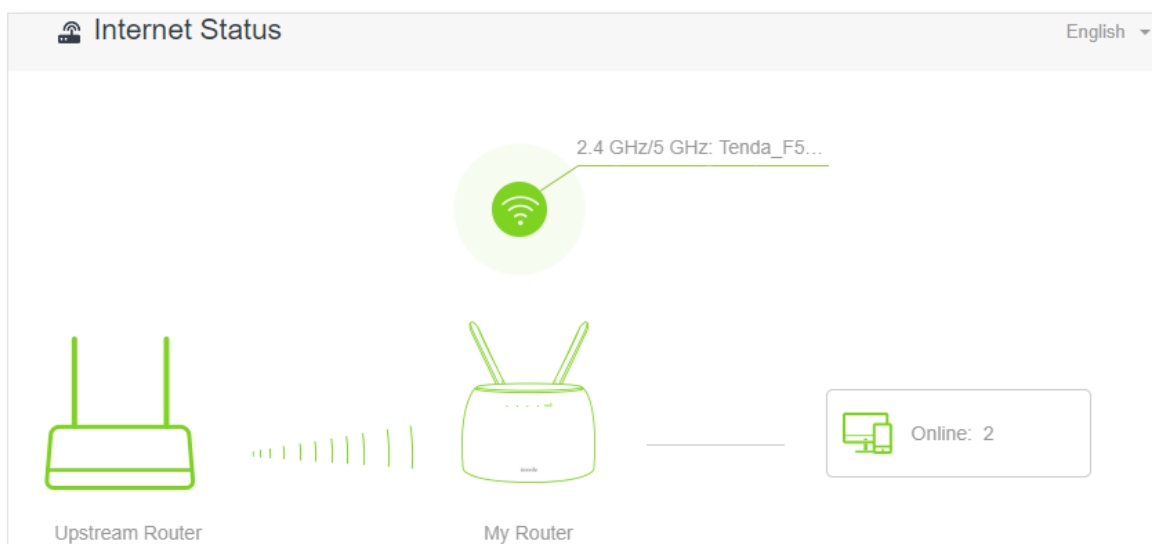 Internet Status
English
2.4 GHz/5 GHz: Tenda_F5...
Online: 2
Upstream Router
My Router